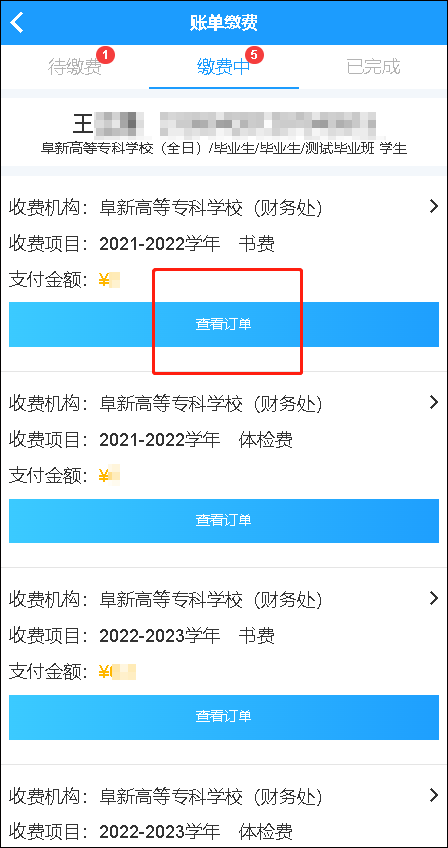 账单缴费
待缴费 1 缴费中 5 已完成
王
阜新高等专科学校（全日）/毕业生/毕业生/测试毕业班 学生
收费机构：阜新高等专科学校（财务处）
收费项目：2021-2022学年 书费
支付金额：¥
查看订单
收费机构：阜新高等专科学校（财务处）
收费项目：2021-2022学年 体检费
支付金额：¥
查看订单
收费机构：阜新高等专科学校（财务处）
收费项目：2022-2023学年 书费
支付金额：¥
查看订单
收费机构：阜新高等专科学校（财务处）
收费项目：2022-2023学年 体检费